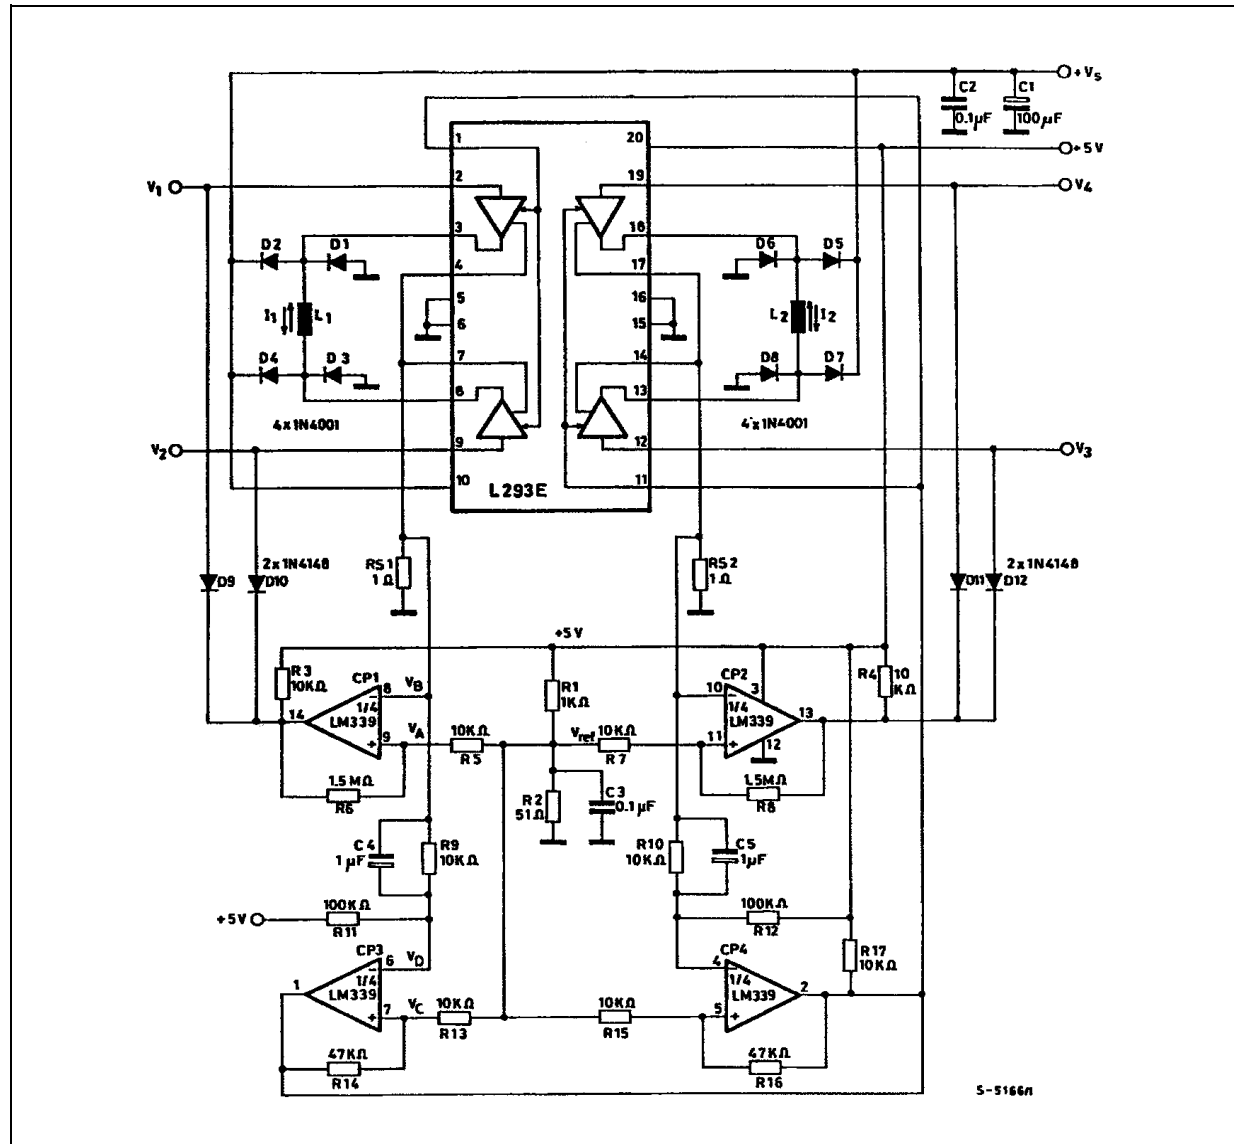 +Vs
C2
0.1µF
C1
100µF
+5V
V1
V4
1
2
3
4
5
6
7
8
9
10
20
19
18
17
16
15
14
13
12
11
L293E
D2
D1
I1
L1
D4
D3
4x1N4001
D6
D5
L2
I2
D8
D7
4x1N4001
V2
V3
D9
2x1N4148
D10
RS1
1Ω
RS2
1Ω
2x1N4148
D11
D12
+5V
R3
10KΩ
CP1
8
VB
14
1/4
LM339
−
+
9
VA
10KΩ
R5
R1
1KΩ
Vref
10KΩ
R7
CP2
10
3
1/4
LM339
−
+
11
12
13
R4
10
KΩ
1.5MΩ
R6
R2
51Ω
C3
0.1µF
1.5MΩ
R8
C4
1µF
R9
10KΩ
R10
10KΩ
C5
1µF
+5V
100KΩ
R11
100KΩ
R12
CP3
6
VD
1
1/4
LM339
−
+
7
VC
10KΩ
R13
10KΩ
R15
CP4
4
1/4
LM339
−
+
5
2
R17
10KΩ
47KΩ
R14
47KΩ
R16